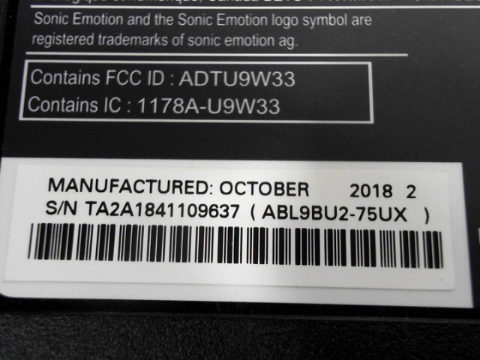 Sonic Emotion and the Sonic Emotion logo symbol are
registered trademarks of sonic emotion ag.
Contains FCC ID : ADTU9W33
Contains IC : 1178A-U9W33
MANUFACTURED: OCTOBER 2018 2
S/N TA2A1841109637 ( ABL9BU2-75UX )